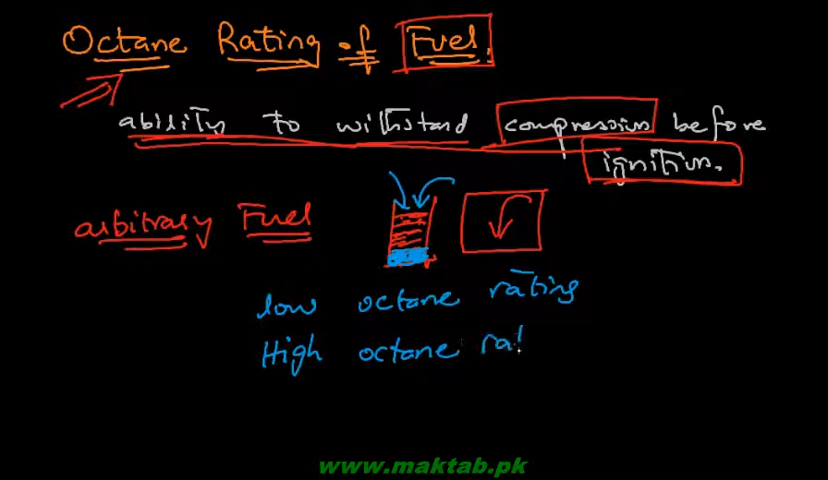 Octane Rating of Fuel.
ability to withstand compression before
ignition.
arbitrary Fuel
low octane rating
High octane rat
www.maktab.pk